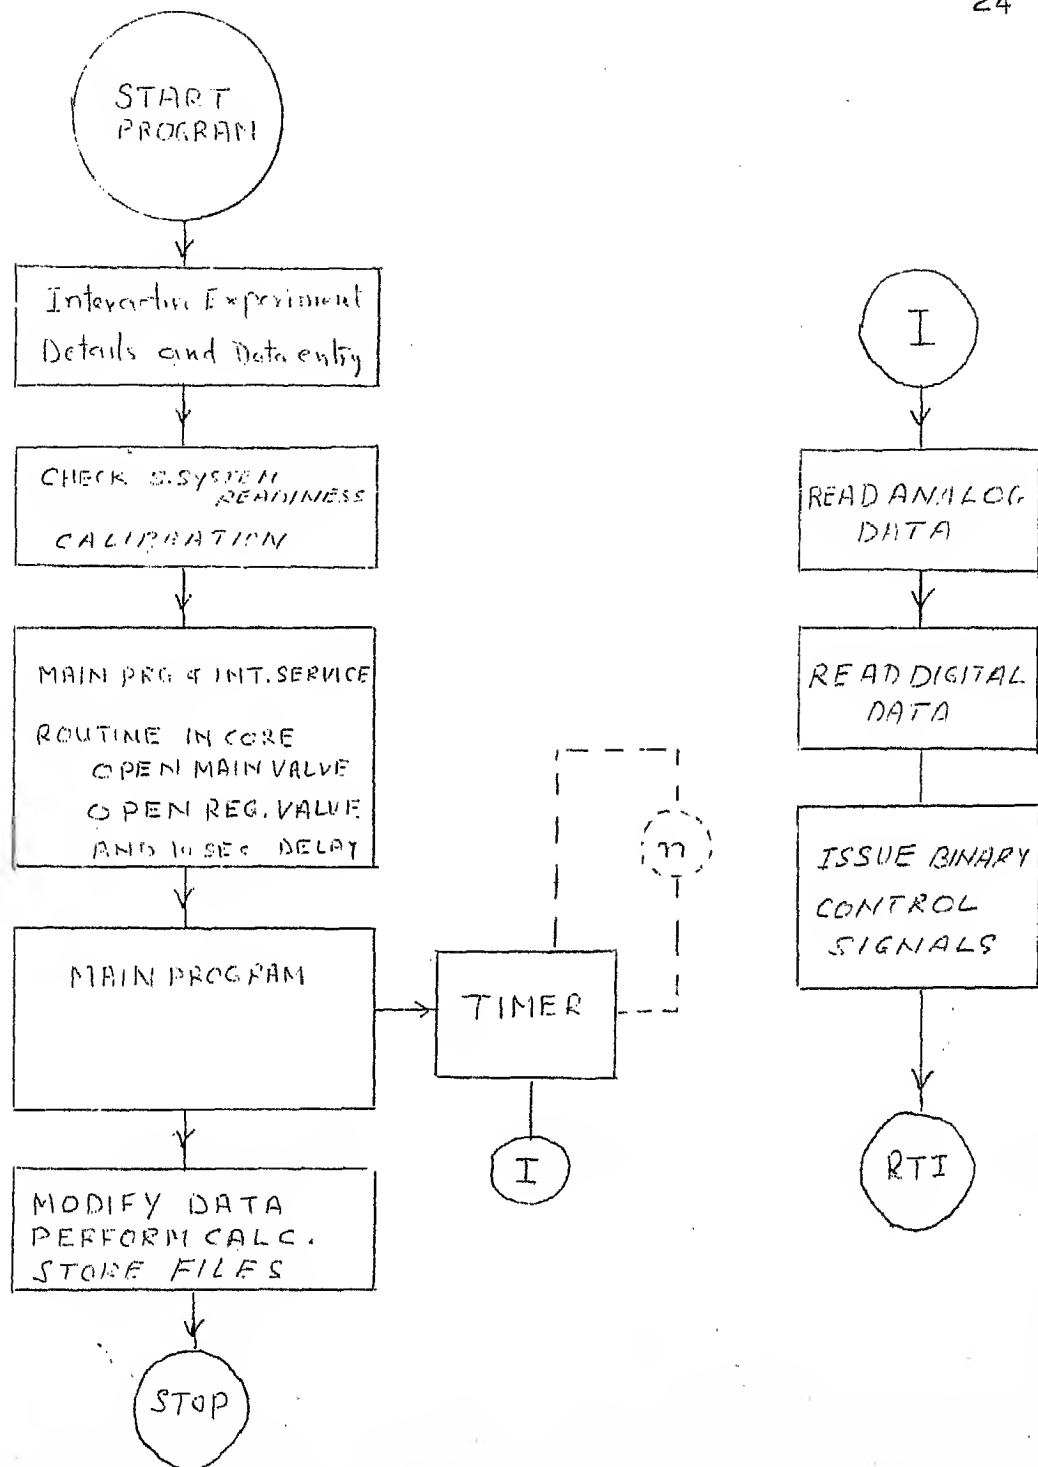 24
START
PROGRAM
Interactive Experiment
Details and Data entry
CHECK S.SYSTEM
READINESS
CALIBRATION
MAIN PRG & INT. SERVICE
ROUTINE IN CORE
OPEN MAIN VALVE
OPEN REG. VALVE
AND 10 SEC DELAY
MAIN PROGRAM
TIMER
n
I
MODIFY DATA
PERFORM CALC.
STORE FILES
STOP
I
READ ANALOG
DATA
READ DIGITAL
DATA
ISSUE BINARY
CONTROL
SIGNALS
RTI